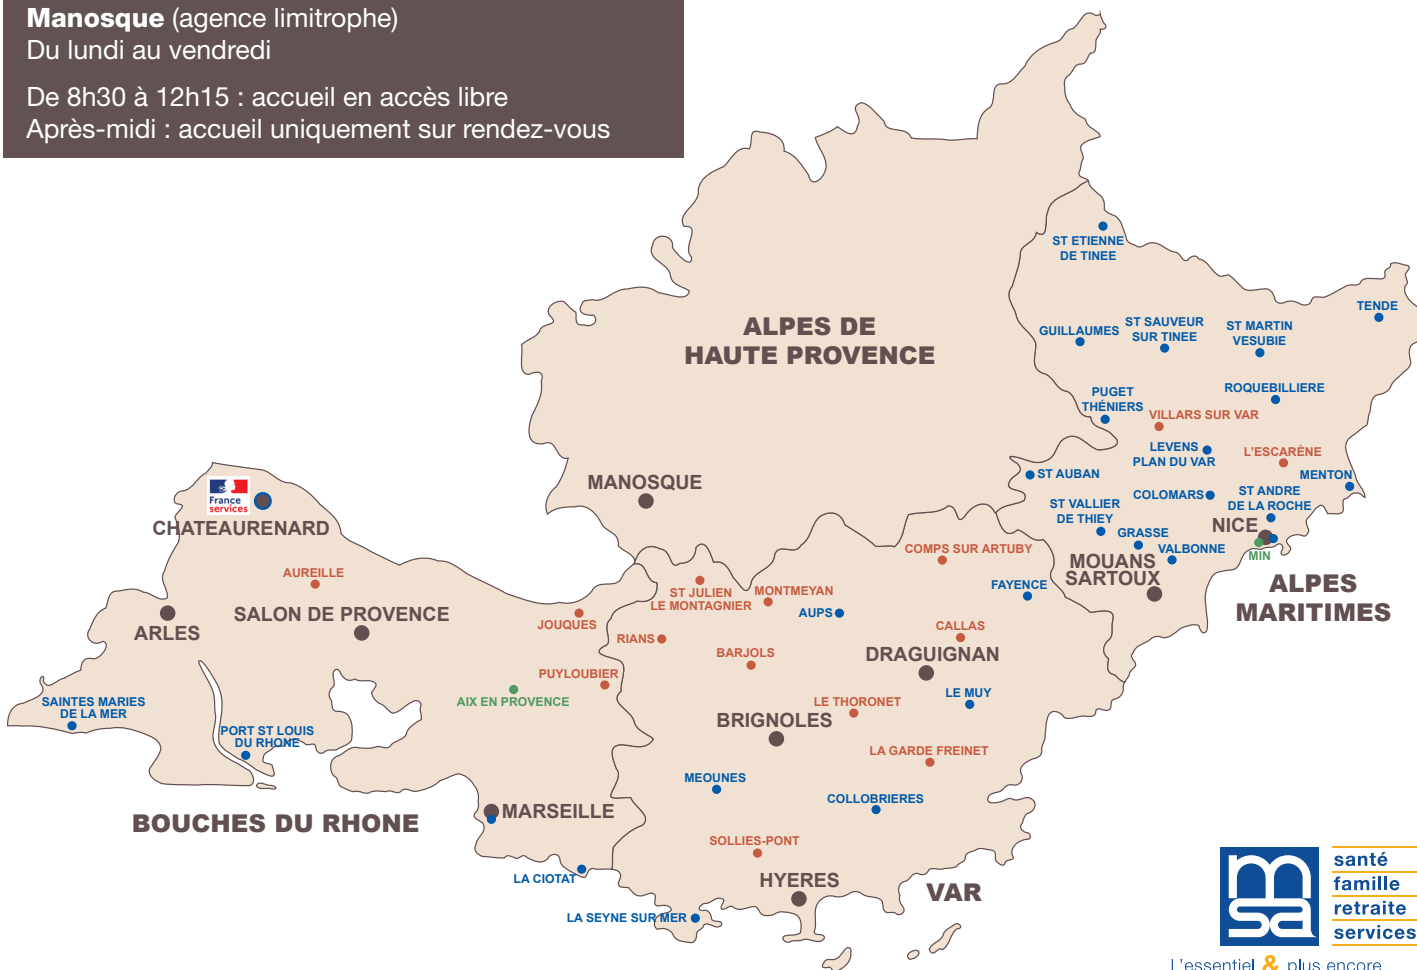 Manosque (agence limitrophe)
Du lundi au vendredi
De 8h30 à 12h15 : accueil en accès libre
Après-midi : accueil uniquement sur rendez-vous
ST ETIENNE
DE TINEE
TENDE
ALPES DE
HAUTE PROVENCE
GUILLAUMES
ST SAUVEUR
SUR TINEE
ST MARTIN
VESUBIE
PUGET
THÉNIERS
ROQUEBILLIERE
VILLARS SUR VAR
LEVENS
PLAN DU VAR
L'ESCARÈNE
MENTON
ST AUBAN
MANOSQUE
COLOMARS
ST ANDRE
DE LA ROCHE
ST VALLIER
DE THIEY
NICE
MIN
GRASSE
VALBONNE
MOUANS
SARTOUX
ALPES
MARITIMES
France
services
CHATEAURENARD
AUREILLE
ARLES
SALON DE PROVENCE
JOUQUES
PUYLOUBIER
AIX EN PROVENCE
SAINTES MARIES
DE LA MER
PORT ST LOUIS
DU RHONE
BOUCHES DU RHONE
MARSEILLE
LA CIOTAT
COMPS SUR ARTUBY
FAYENCE
ST JULIEN
LE MONTAGNIER
MONTMEYAN
AUPS
RIANS
BARJOLS
CALLAS
DRAGUIGNAN
LE MUY
LE THORONET
BRIGNOLES
LA GARDE FREINET
MEOUNES
COLLOBRIERES
SOLLIES-PONT
HYERES
VAR
LA SEYNE SUR MER
msa
santé
famille
retraite
services
L'essentiel & plus encore